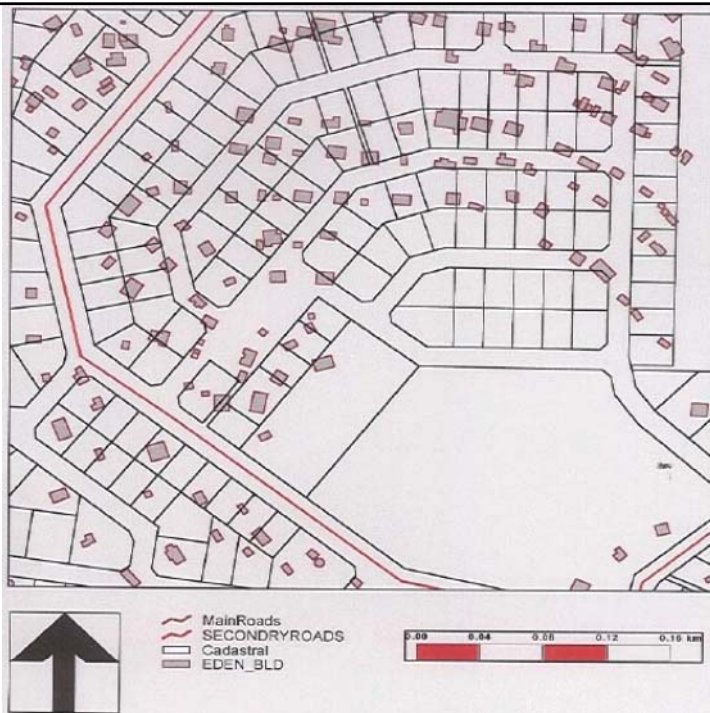 MainRoads
SECONDRYROADS
Cadastral
EDEN_BLD
0.00 0.04 0.08 0.12 0.16 km